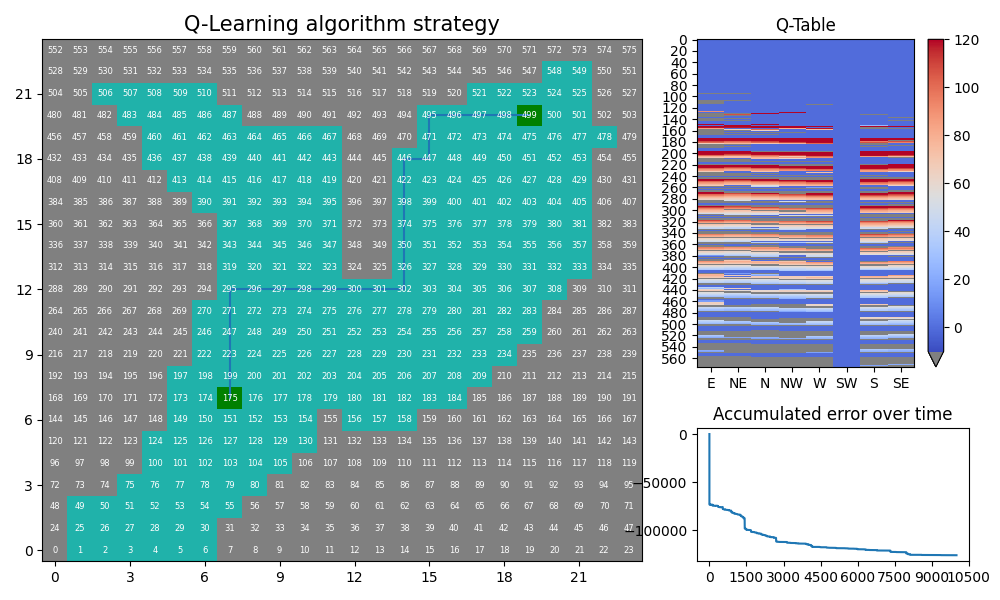 Q-Learning algorithm strategy
552 553 554 555 556 557 558 559 560 561 562 563 564 565 566 567 568 569 570 571 572 573 574 575
528 529 530 531 532 533 534 535 536 537 538 539 540 541 542 543 544 545 546 547 548 549 550 551
21 504 505 506 507 508 509 510 511 512 513 514 515 516 517 518 519 520 521 522 523 524 525 526 527
480 481 482 483 484 485 486 487 488 489 490 491 492 493 494 495 496 497 498 499 500 501 502 503
456 457 458 459 460 461 462 463 464 465 466 467 468 469 470 471 472 473 474 475 476 477 478 479
18 432 433 434 435 436 437 438 439 440 441 442 443 444 445 446 447 448 449 450 451 452 453 454 455
408 409 410 411 412 413 414 415 416 417 418 419 420 421 422 423 424 425 426 427 428 429 430 431
384 385 386 387 388 389 390 391 392 393 394 395 396 397 398 399 400 401 402 403 404 405 406 407
15 360 361 362 363 364 365 366 367 368 369 370 371 372 373 374 375 376 377 378 379 380 381 382 383
336 337 338 339 340 341 342 343 344 345 346 347 348 349 350 351 352 353 354 355 356 357 358 359
312 313 314 315 316 317 318 319 320 321 322 323 324 325 326 327 328 329 330 331 332 333 334 335
12 288 289 290 291 292 293 294 295 296 297 298 299 300 301 302 303 304 305 306 307 308 309 310 311
264 265 266 267 268 269 270 271 272 273 274 275 276 277 278 279 280 281 282 283 284 285 286 287
240 241 242 243 244 245 246 247 248 249 250 251 252 253 254 255 256 257 258 259 260 261 262 263
9 216 217 218 219 220 221 222 223 224 225 226 227 228 229 230 231 232 233 234 235 236 237 238 239
192 193 194 195 196 197 198 199 200 201 202 203 204 205 206 207 208 209 210 211 212 213 214 215
168 169 170 171 172 173 174 175 176 177 178 179 180 181 182 183 184 185 186 187 188 189 190 191
6 144 145 146 147 148 149 150 151 152 153 154 155 156 157 158 159 160 161 162 163 164 165 166 167
120 121 122 123 124 125 126 127 128 129 130 131 132 133 134 135 136 137 138 139 140 141 142 143
96 97 98 99 100 101 102 103 104 105 106 107 108 109 110 111 112 113 114 115 116 117 118 119
3 72 73 74 75 76 77 78 79 80 81 82 83 84 85 86 87 88 89 90 91 92 93 94 95
48 49 50 51 52 53 54 55 56 57 58 59 60 61 62 63 64 65 66 67 68 69 70 71
24 25 26 27 28 29 30 31 32 33 34 35 36 37 38 39 40 41 42 43 44 45 46 47
0 0 1 2 3 4 5 6 7 8 9 10 11 12 13 14 15 16 17 18 19 20 21 22 23
0 3 6 9 12 15 18 21
Q-Table
0
20
40
60
80
100
120
140
160
180
200
220
240
260
280
300
320
340
360
380
400
420
440
460
480
500
520
540
560
E NE N NW W SW S SE
120
100
80
60
40
20
0
Accumulated error over time
0
−50000
−100000
0 1500 3000 4500 6000 7500 9000 10500